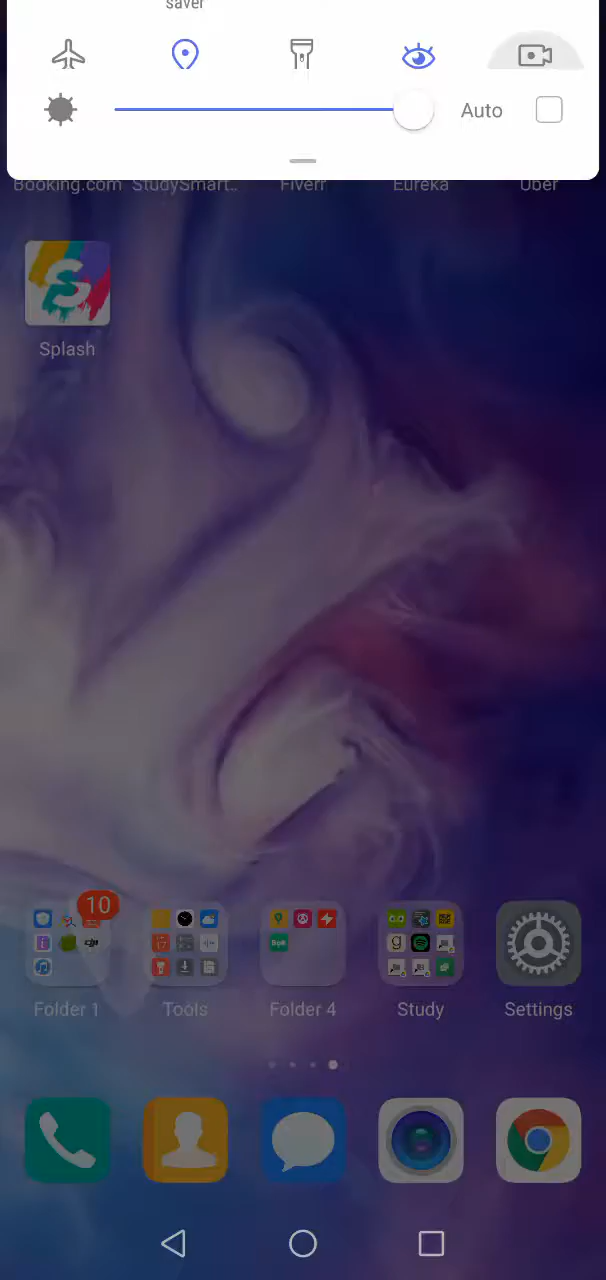 saver
Auto
Booking.com StudySmart.. Fiverr Eureka Uber
Splash
10
Folder 1 Tools Folder 4 Study Settings